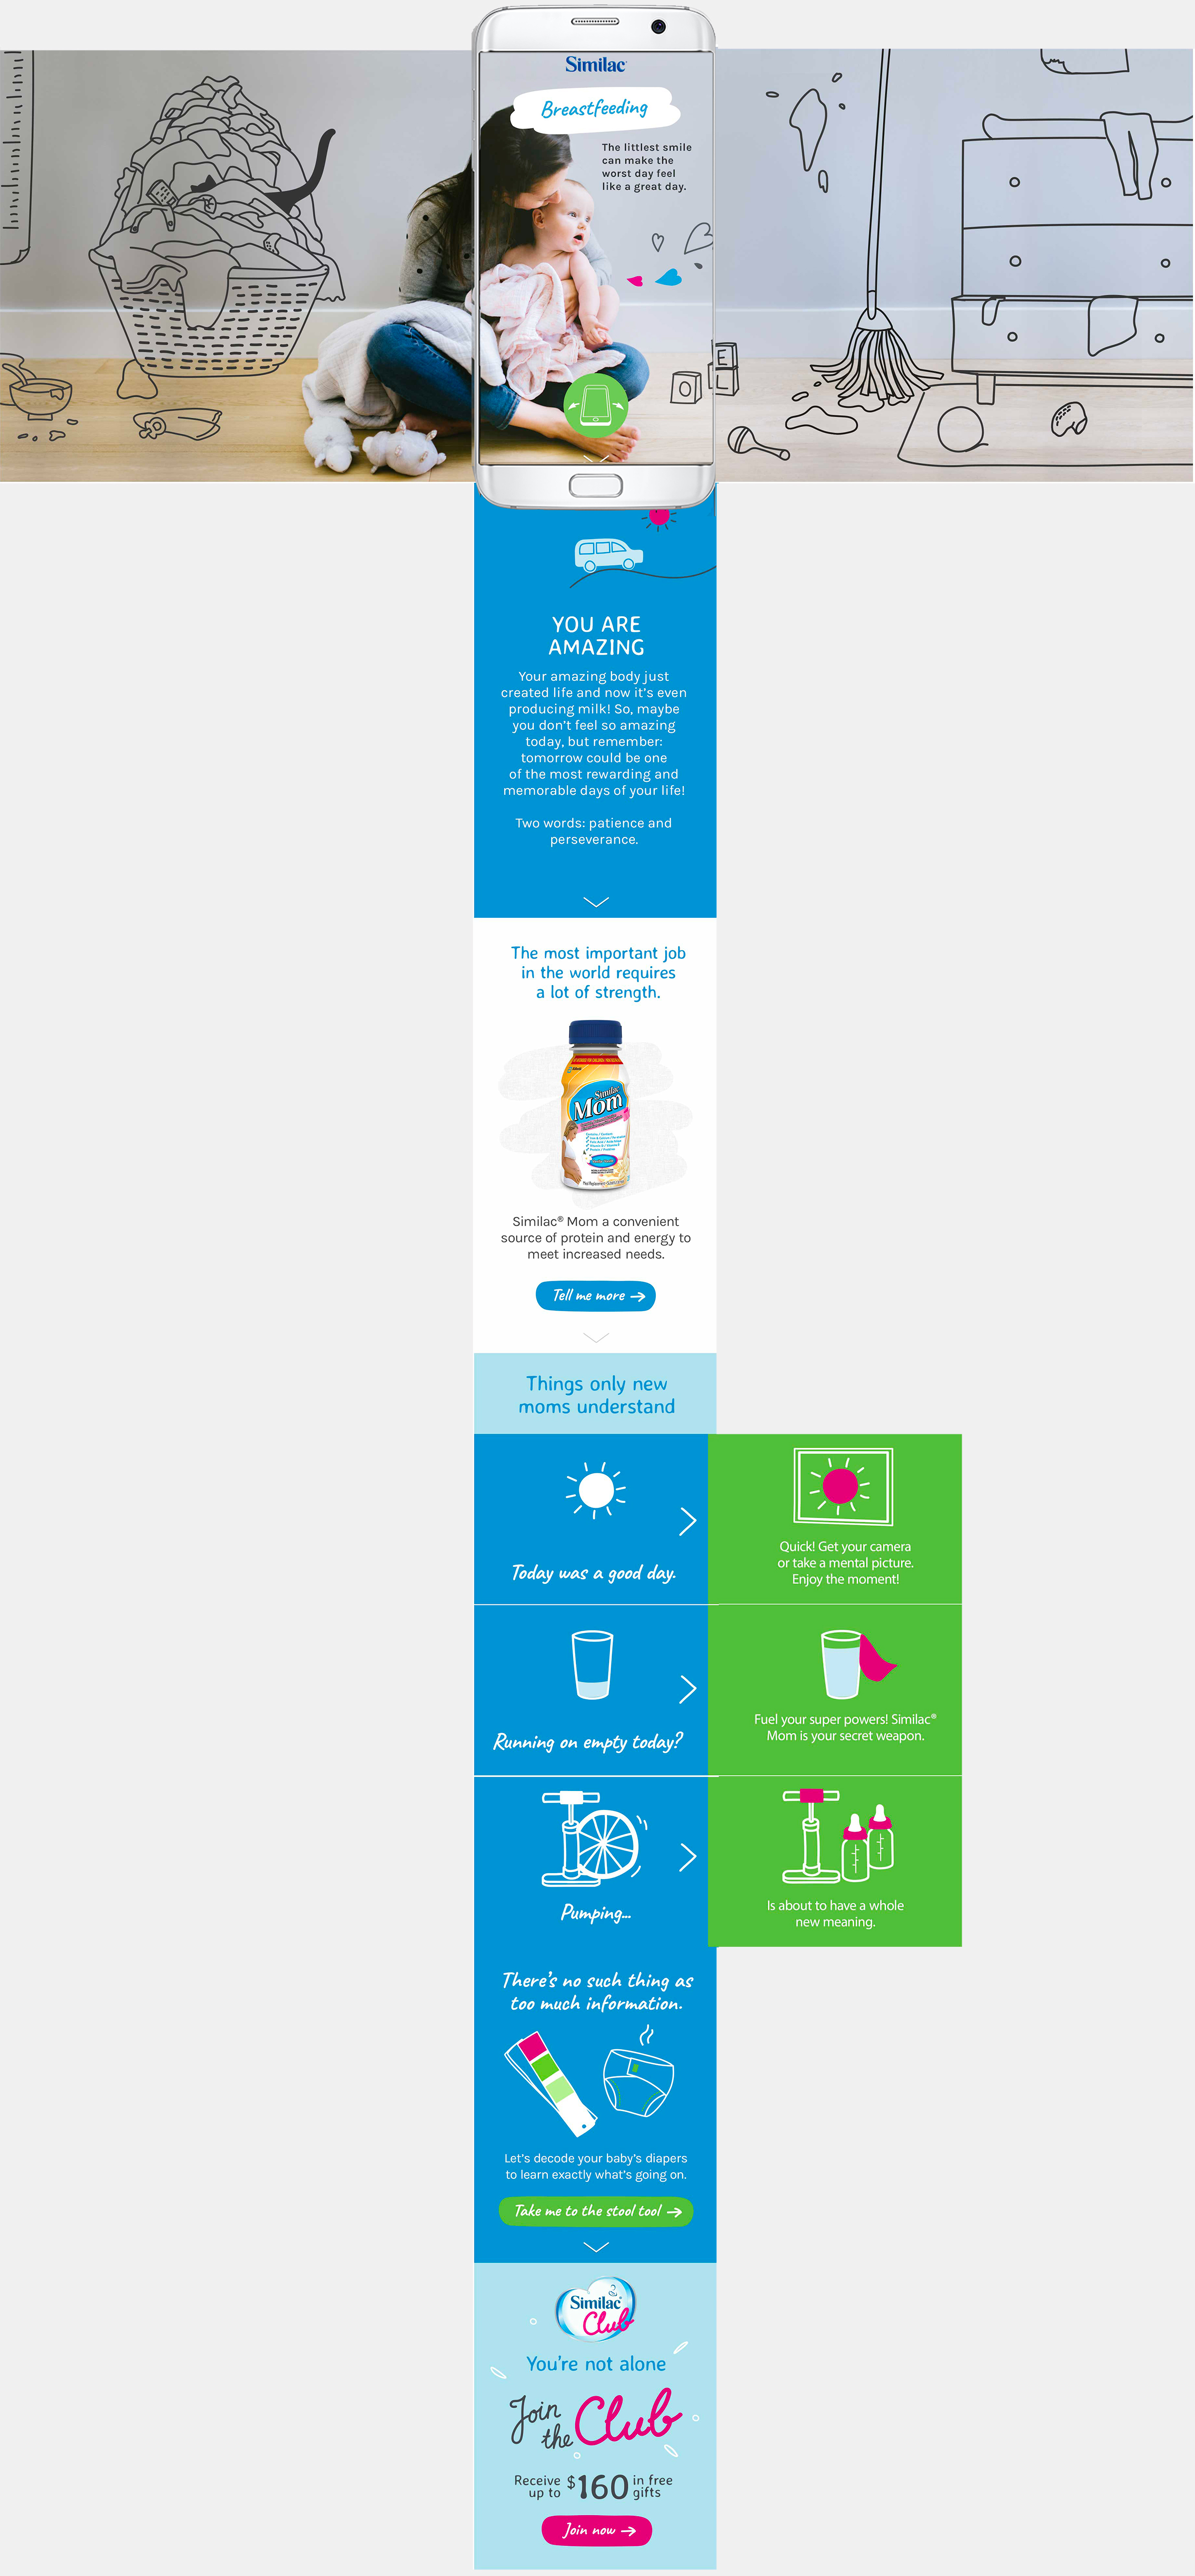 Similac
Breastfeeding
The littlest smile
can make the
worst day feel
like a great day.
E
YOU ARE
AMAZING
Your amazing body just
created life and now it's even
producing milk! So, maybe
you don't feel so amazing
today, but remember:
tomorrow could be one
of the most rewarding and
memorable days of your life!
Two words: patience and
perseverance.
The most important job
in the world requires
a lot of strength.
Similac
Mom
Similac® Mom a convenient
source of protein and energy to
meet increased needs.
Tell me more →
Things only new
moms understand
Today was a good day.
Quick! Get your camera
or take a mental picture.
Enjoy the moment!
Running on empty today?
Fuel your super powers! Similac®
Mom is your secret weapon.
Pumping...
Is about to have a whole
new meaning.
There's no such thing as
too much information.
Let's decode your baby's diapers
to learn exactly what's going on.
Take me to the stool tool →
Similac
Club
You're not alone
Join
the Club
Receive
up to $160 in free
gifts
Join now →